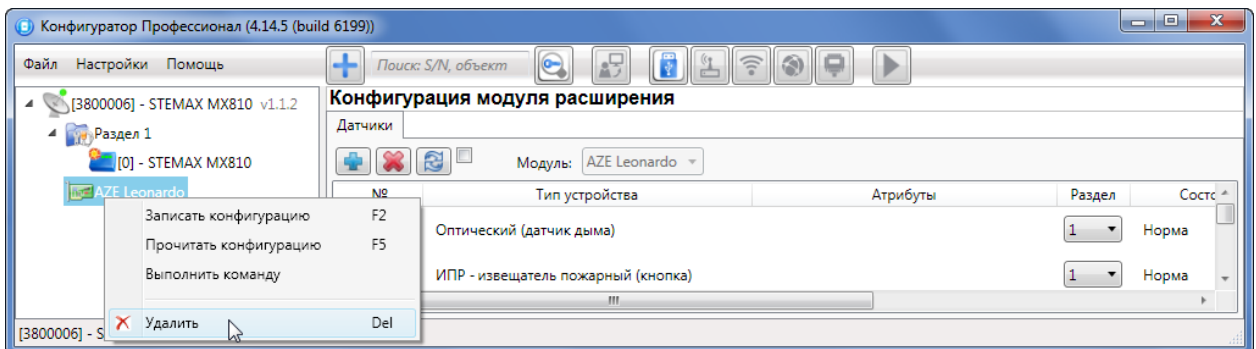 Конфигуратор Профессионал (4.14.5 (build 6199))
Файл Настройки Помощь Поиск: S/N, объект
[3800006] - STEMAX MX810 v1.1.2
Раздел 1
[0] - STEMAX MX810
AZE Leonardo
Конфигурация модуля расширения
Датчики
Модуль: AZE Leonardo
№ Тип устройства Атрибуты Раздел Состо
Оптический (датчик дыма) 1 Норма
ИПР - извещатель пожарный (кнопка) 1 Норма
Записать конфигурацию F2
Прочитать конфигурацию F5
Выполнить команду
Удалить Del
[3800006] - S